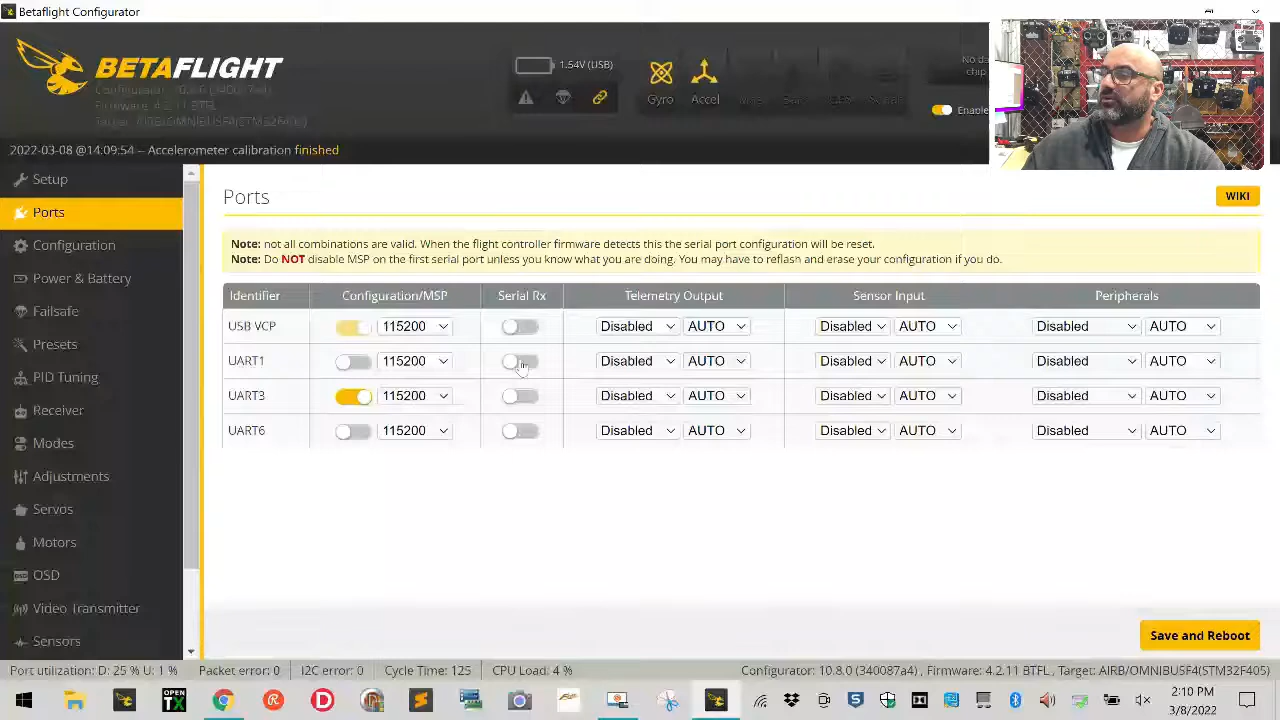 Betaflight Configurator
BETAFLIGHT
1.54V (USB)
Gyro
Accel
Enable
2022-03-08 @14:09:54 -- Accelerometer calibration finished
Setup
Ports
Configuration
Power & Battery
Failsafe
Presets
PID Tuning
Receiver
Modes
Adjustments
Servos
Motors
OSD
Video Transmitter
Sensors
Ports
WIKI
Note: not all combinations are valid. When the flight controller firmware detects this the serial port configuration will be reset.
Note: Do NOT disable MSP on the first serial port unless you know what you are doing. You may have to reflash and erase your configuration if you do.
Identifier Configuration/MSP Serial Rx Telemetry Output Sensor Input Peripherals
USB VCP 115200 Disabled AUTO Disabled AUTO Disabled AUTO
UART1 115200 Disabled AUTO Disabled AUTO Disabled AUTO
UART3 115200 Disabled AUTO Disabled AUTO Disabled AUTO
UART6 115200 Disabled AUTO Disabled AUTO Disabled AUTO
Save and Reboot
Port utilization: D: 25 % U: 1 % Packet error: 0 I2C error: 0 Cycle Time: 125 CPU Load: 4 % Configurator: 10.8.0 (340087a4) , Firmware: 4.2.11 BTFL , Target: AIRB/OMNIBUSF4(STM32F405)
OPEN
TX
2:10 PM
3/8/2022